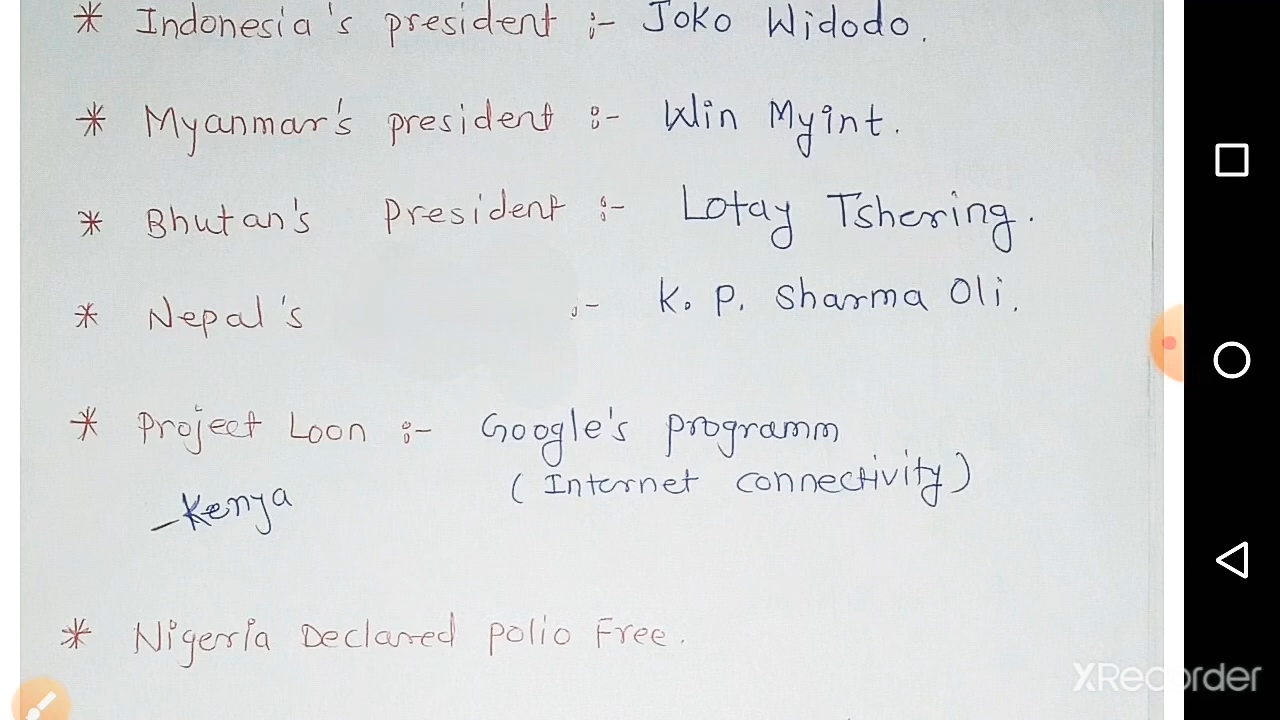 * Indonesia's president :- Joko Widodo.
* Myanmar's president :- Win Myint.
* Bhutan's President :- Lotay Tshering.
* Nepal's :- K. P. Sharma Oli.
* Project Loon :- Google's programm
(Internet connectivity)
- Kenya
* Nigeria Declared polio Free.
XRecorder